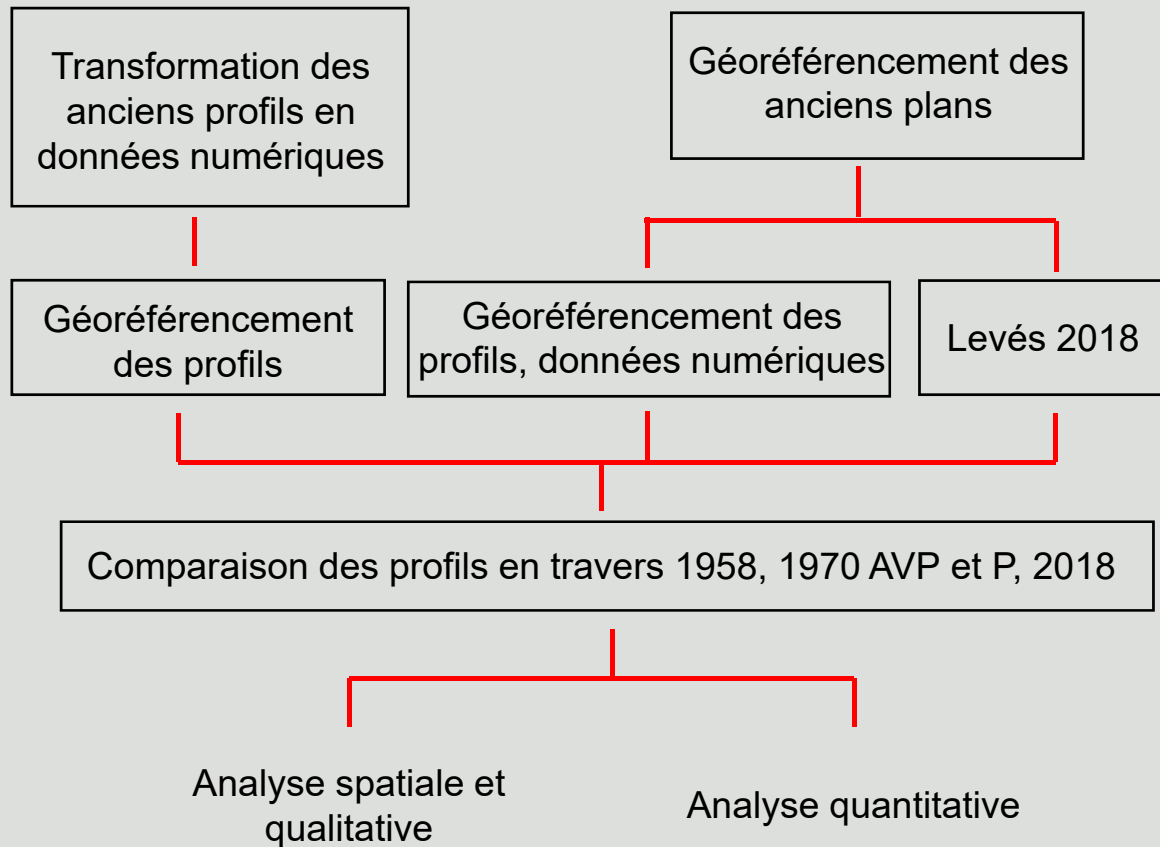 Transformation des
anciens profils en
données numériques
Géoréférencement des
anciens plans
Géoréférencement
des profils
Géoréférencement des
profils, données numériques
Levés 2018
Comparaison des profils en travers 1958, 1970 AVP et P, 2018
Analyse spatiale et
qualitative
Analyse quantitative